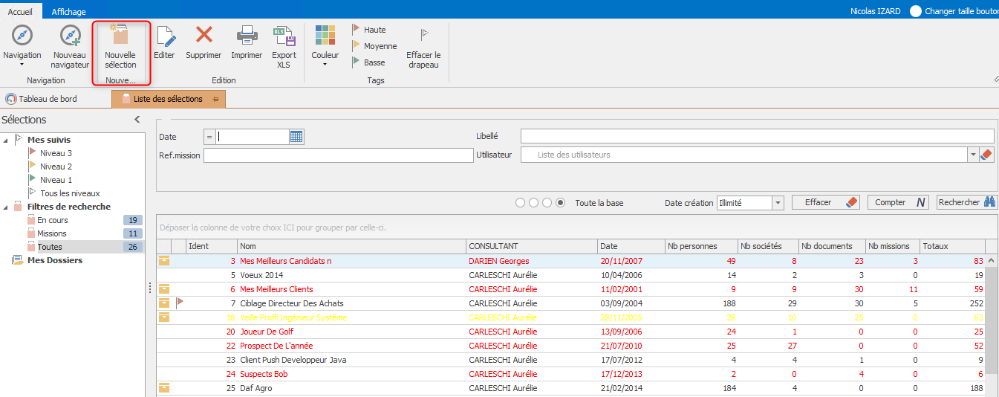 Accueil Affichage Nicolas IZARD Changer taille bouton
Navigation Nouveau navigateur Nouvelle sélection Editer Supprimer Imprimer Export XLS Couleur Haute Moyenne Basse Effacer le drapeau
Navigation Nouve... Edition Tags
Tableau de bord Liste des sélections
Sélections
Mes suivis
Niveau 3
Niveau 2
Niveau 1
Tous les niveaux
Filtres de recherche
En cours 19
Missions 11
Toutes 26
Mes Dossiers
Date = Libellé
Ref.mission Utilisateur Liste des utilisateurs
Toute la base Date création Illimité Effacer Compter N Rechercher
Déposer la colonne de votre choix ICI pour grouper par celle-ci.
Ident Nom CONSULTANT Date Nb personnes Nb sociétés Nb documents Nb missions Totaux
3 Mes Meilleurs Candidats n DARIEN Georges 20/11/2007 49 8 23 3 83
5 Voeux 2014 CARLESCHI Aurélie 10/04/2006 14 2 3 0 19
6 Mes Meilleurs Clients CARLESCHI Aurélie 11/02/2001 9 9 30 11 59
7 Ciblage Directeur Des Achats CARLESCHI Aurélie 03/09/2004 188 29 30 5 252
18 Veille Profil Ingénieur Système CARLESCHI Aurélie 28/11/2005 28 10 25 0 63
20 Joueur De Golf CARLESCHI Aurélie 13/09/2006 24 1 0 0 25
22 Prospect De L'année CARLESCHI Aurélie 21/07/2010 25 27 0 0 52
23 Client Push Developpeur Java CARLESCHI Aurélie 17/07/2012 4 4 1 0 9
24 Suspects Bob CARLESCHI Aurélie 17/12/2013 2 0 4 0 6
25 Daf Agro CARLESCHI Aurélie 21/02/2014 184 4 0 0 188